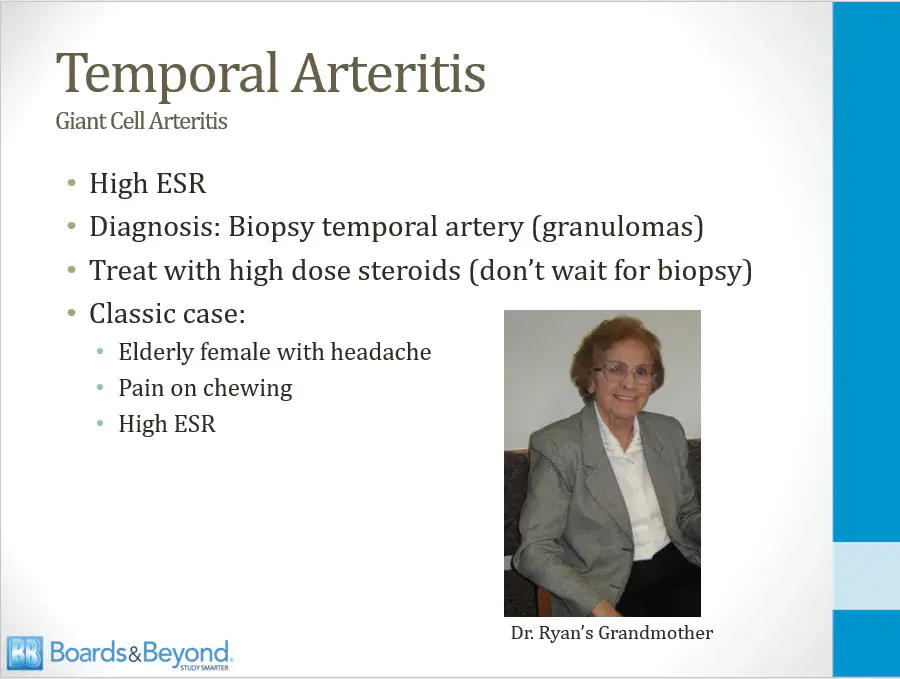 Temporal Arteritis
Giant Cell Arteritis
• High ESR
• Diagnosis: Biopsy temporal artery (granulomas)
• Treat with high dose steroids (don’t wait for biopsy)
• Classic case:
• Elderly female with headache
• Pain on chewing
• High ESR
Dr. Ryan’s Grandmother
BB Boards&Beyond.
STUDY SMARTER